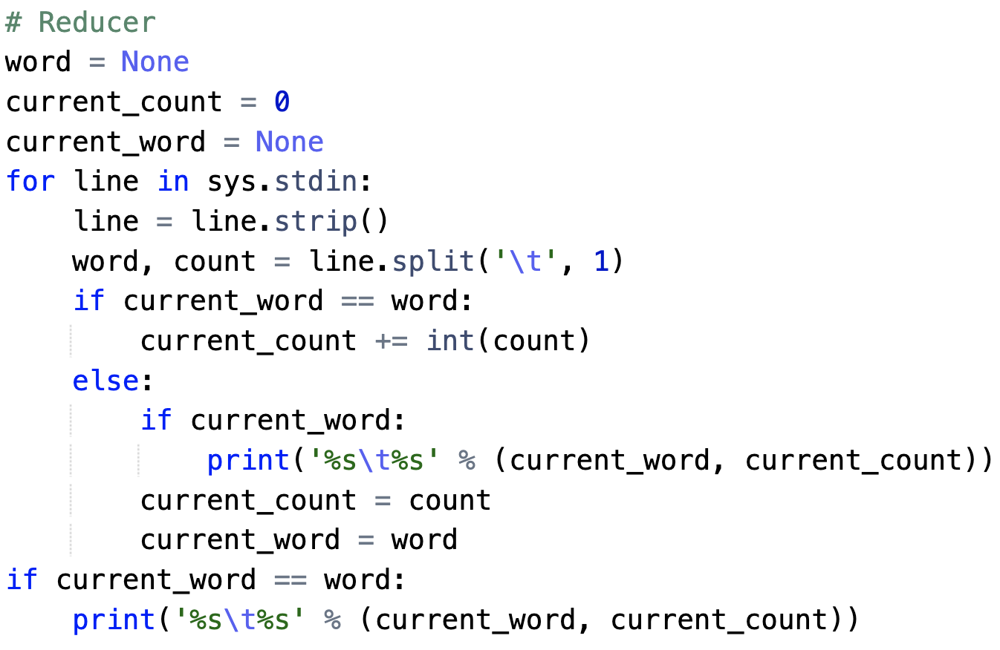 # Reducer
word = None
current_count = 0
current_word = None
for line in sys.stdin:
    line = line.strip()
    word, count = line.split('\t', 1)
    if current_word == word:
        current_count += int(count)
    else:
        if current_word:
            print('%s\t%s' % (current_word, current_count))
        current_count = count
        current_word = word
if current_word == word:
    print('%s\t%s' % (current_word, current_count))